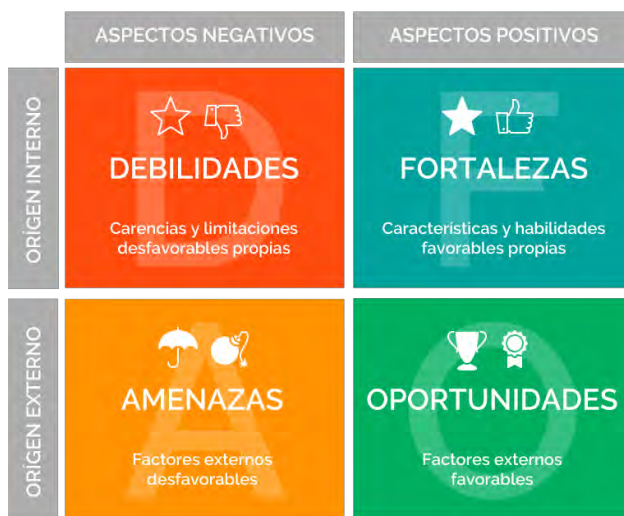 ASPECTOS NEGATIVOS
ASPECTOS POSITIVOS
ORÍGEN INTERNO
D
DEBILIDADES
Carencias y limitaciones
desfavorables propias
F
FORTALEZAS
Características y habilidades
favorables propias
ORÍGEN EXTERNO
A
AMENAZAS
Factores externos
desfavorables
O
OPORTUNIDADES
Factores externos
favorables